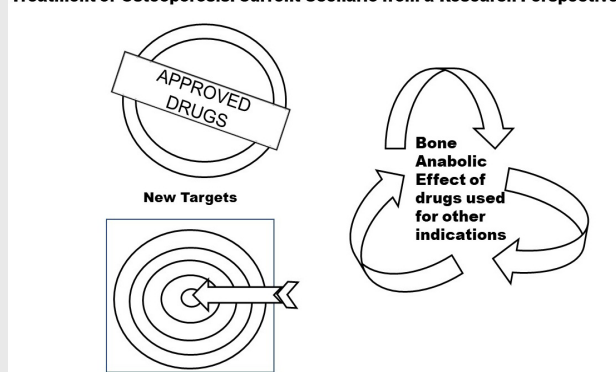 Treatment of Osteoporosis: Current Scenario from a Research Perspective
APPROVED
DRUGS
New Targets
Bone
Anabolic
Effect of
drugs used
for other
indications